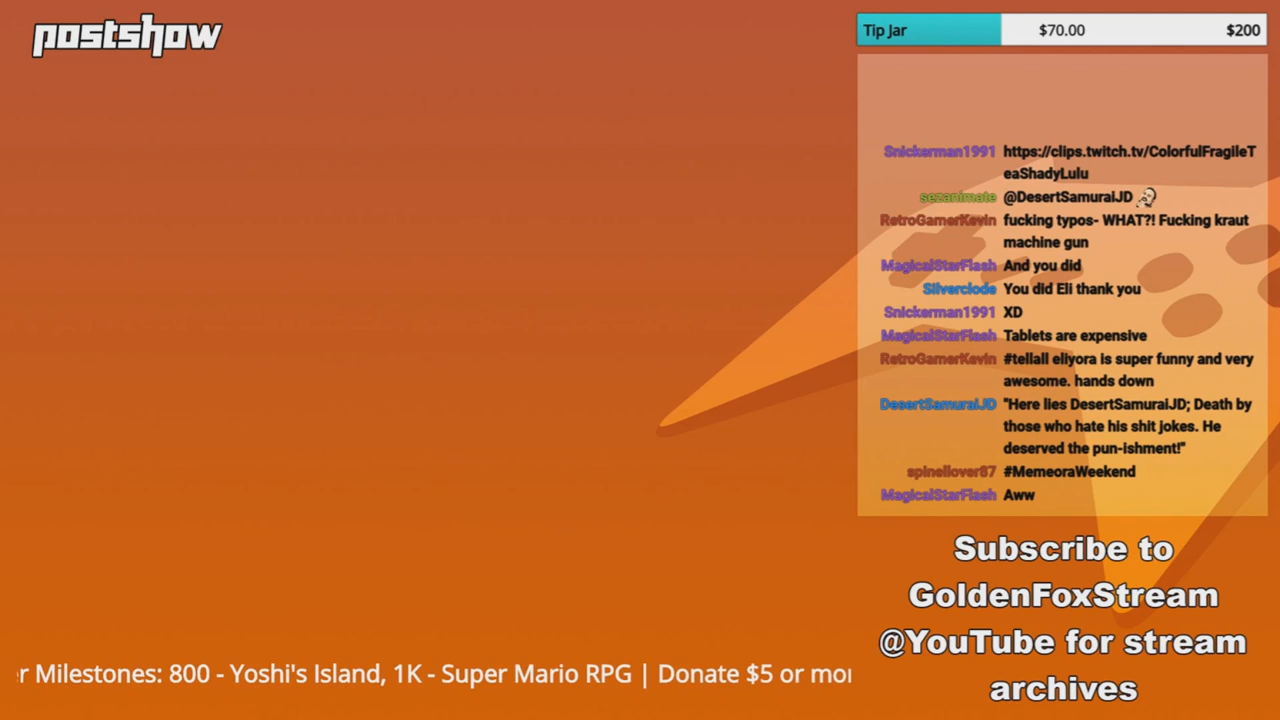 postshow
Tip Jar $70.00 $200
Snickerman1991 https://clips.twitch.tv/ColorfulFragileT
eaShadyLulu
sezanimate @DesertSamuraiJD
RetroGamerKevin fucking typos- WHAT?! Fucking kraut
machine gun
MagicalStarFlash And you did
Silverclode You did Eli thank you
Snickerman1991 XD
MagicalStarFlash Tablets are expensive
RetroGamerKevin #tellall eliyora is super funny and very
awesome. hands down
DesertSamuraiJD "Here lies DesertSamuraiJD; Death by
those who hate his shit jokes. He
deserved the pun-ishment!"
spinellover87 #MemeoraWeekend
MagicalStarFlash Aww
Subscribe to
GoldenFoxStream
@YouTube for stream
archives
r Milestones: 800 - Yoshi's Island, 1K - Super Mario RPG | Donate $5 or mor